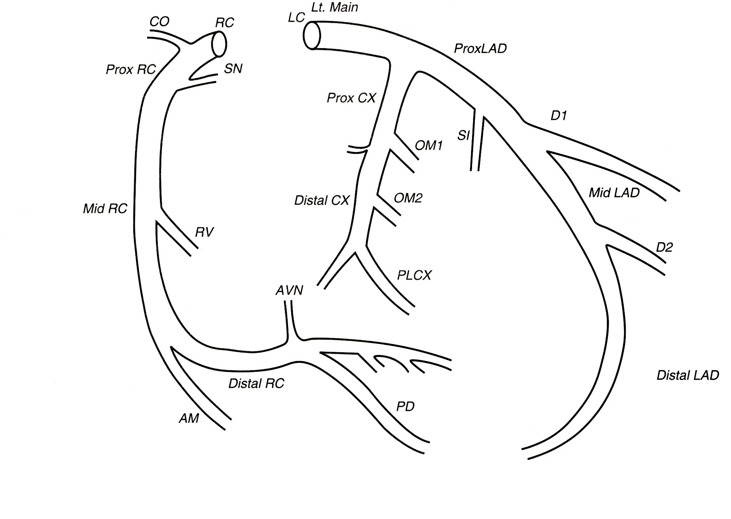 CO
RC
Prox RC
SN
Mid RC
RV
AVN
Distal RC
AM
PD
LC
Lt. Main
ProxLAD
Prox CX
OM1
SI
D1
Mid LAD
Distal CX
OM2
D2
PLCX
Distal LAD